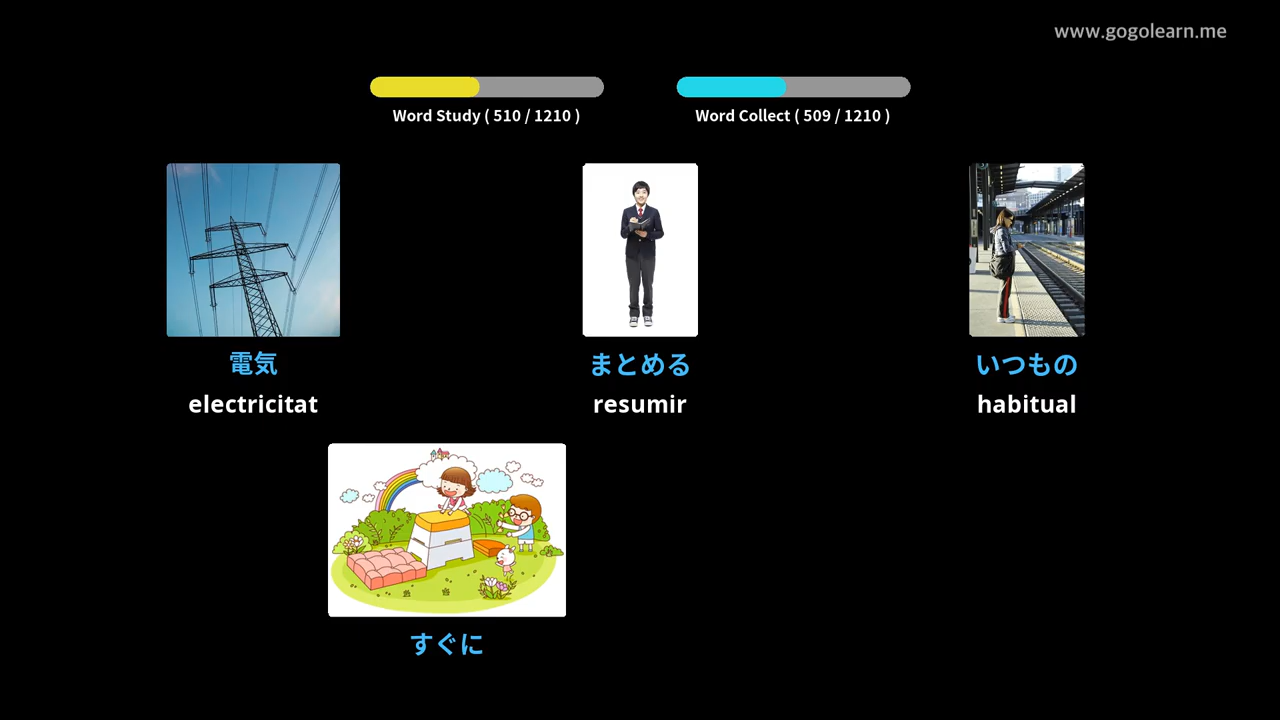 www.gogolearn.me
Word Study ( 510 / 1210 )
Word Collect ( 509 / 1210 )
電気
electricitat
まとめる
resumir
いつもの
habitual
すぐに